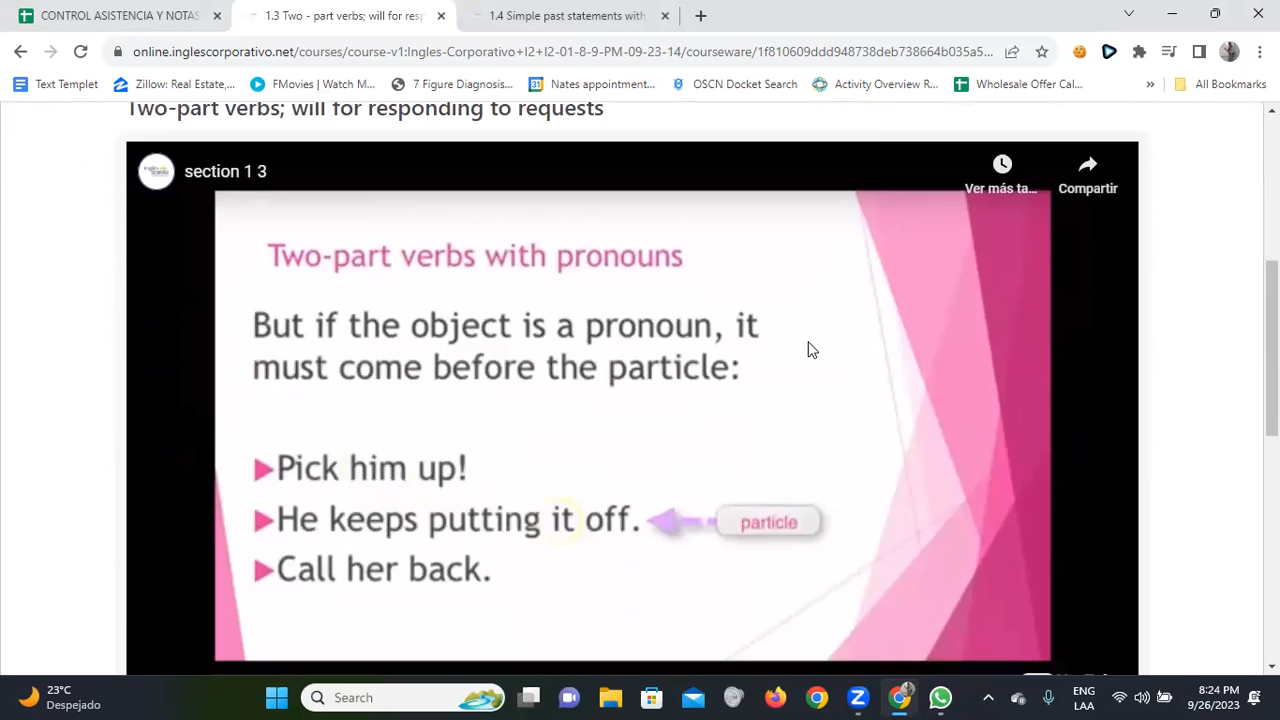 CONTROL ASISTENCIA Y NOTAS
1.3 Two - part verbs; will for resp
1.4 Simple past statements with
online.inglescorporativo.net/courses/course-v1:Ingles-Corporativo+I2+I2-01-8-9-PM-09-23-14/courseware/1f810609ddd948738deb738664b035a5...
Text Templet
Zillow: Real Estate,...
FMovies | Watch M...
7 Figure Diagnosis...
Nates appointment...
OSCN Docket Search
Activity Overview R...
Wholesale Offer Cal...
»
All Bookmarks
Two-part verbs; will for responding to requests
section 1 3
Ver más ta...
Compartir
Two-part verbs with pronouns
But if the object is a pronoun, it
must come before the particle:
Pick him up!
He keeps putting it off.
particle
Call her back.
23°C
Despejado
Search
ENG
LAA
8:24 PM
9/26/2023